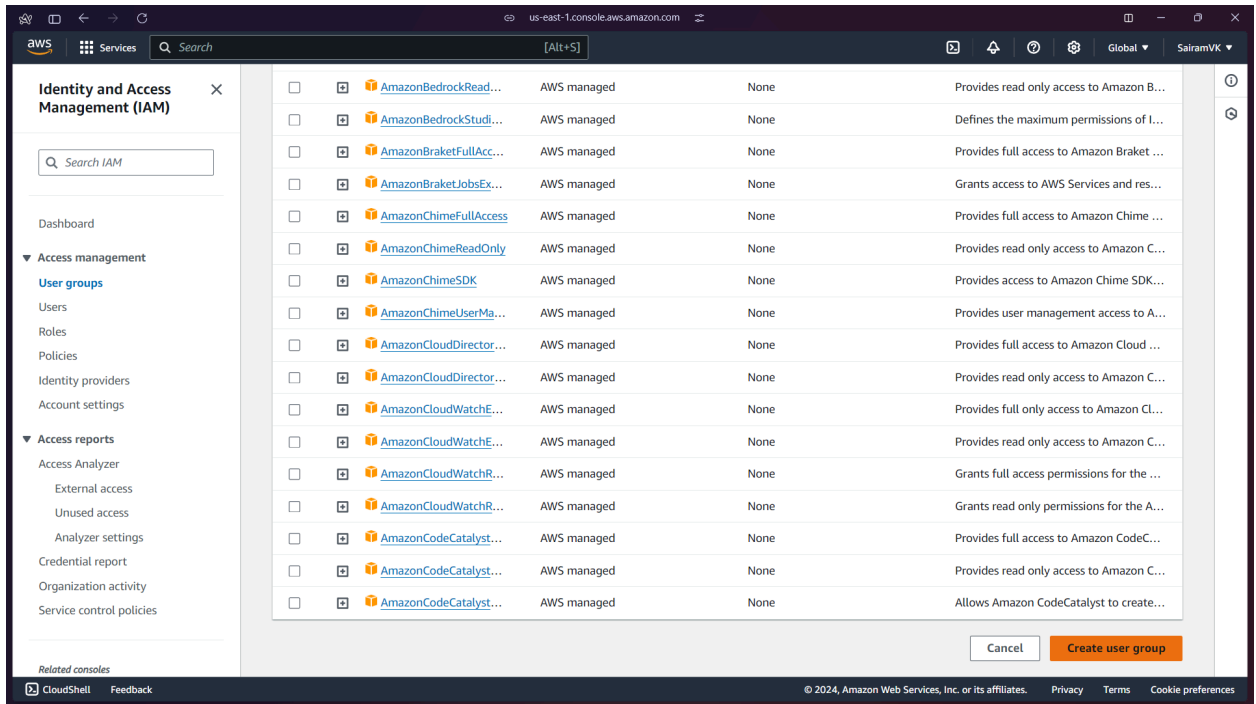 us-east-1.console.aws.amazon.com
aws Services Search [Alt+S] Global SairamVK
Identity and Access Management (IAM)
Search IAM
Dashboard
Access management
User groups
Users
Roles
Policies
Identity providers
Account settings
Access reports
Access Analyzer
External access
Unused access
Analyzer settings
Credential report
Organization activity
Service control policies
Related consoles
AmazonBedrockRead... AWS managed None Provides read only access to Amazon B...
AmazonBedrockStudi... AWS managed None Defines the maximum permissions of I...
AmazonBraketFullAcc... AWS managed None Provides full access to Amazon Braket ...
AmazonBraketJobsEx... AWS managed None Grants access to AWS Services and res...
AmazonChimeFullAccess AWS managed None Provides full access to Amazon Chime ...
AmazonChimeReadOnly AWS managed None Provides read only access to Amazon C...
AmazonChimeSDK AWS managed None Provides access to Amazon Chime SDK...
AmazonChimeUserMa... AWS managed None Provides user management access to A...
AmazonCloudDirector... AWS managed None Provides full access to Amazon Cloud ...
AmazonCloudDirector... AWS managed None Provides read only access to Amazon C...
AmazonCloudWatchE... AWS managed None Provides full only access to Amazon Cl...
AmazonCloudWatchE... AWS managed None Provides read only access to Amazon C...
AmazonCloudWatchR... AWS managed None Grants full access permissions for the ...
AmazonCloudWatchR... AWS managed None Grants read only permissions for the A...
AmazonCodeCatalyst... AWS managed None Provides full access to Amazon CodeC...
AmazonCodeCatalyst... AWS managed None Provides read only access to Amazon C...
AmazonCodeCatalyst... AWS managed None Allows Amazon CodeCatalyst to create...
Cancel Create user group
CloudShell Feedback © 2024, Amazon Web Services, Inc. or its affiliates. Privacy Terms Cookie preferences